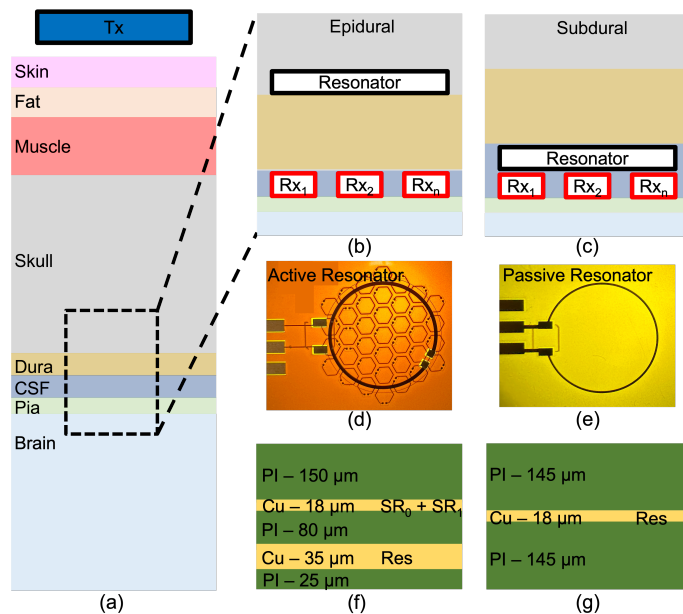 Tx
Skin
Fat
Muscle
Skull
Dura
CSF
Pia
Brain
(a)
Epidural
Resonator
Rx₁ Rx₂ Rxₙ
(b)
Subdural
Resonator
Rx₁ Rx₂ Rxₙ
(c)
Active Resonator
(d)
Passive Resonator
(e)
PI – 150 µm
Cu – 18 µm SR₀ + SR₁
PI – 80 µm
Cu – 35 µm Res
PI – 25 µm
(f)
PI – 145 µm
Cu – 18 µm Res
PI – 145 µm
(g)